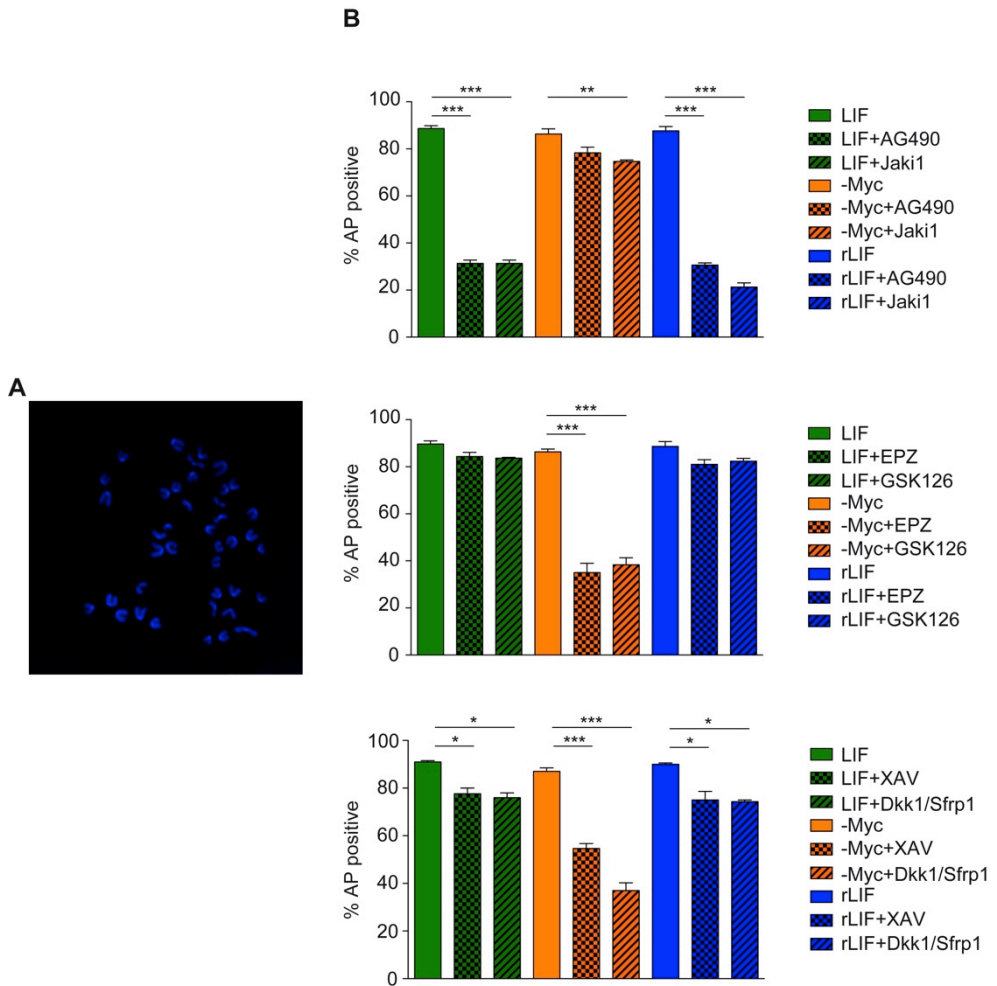 B
*** ** ***
*** ***
100
80
60
40
20
0
% AP positive
LIF
LIF+AG490
LIF+Jaki1
-Myc
-Myc+AG490
-Myc+Jaki1
rLIF
rLIF+AG490
rLIF+Jaki1
A
***
***
100
80
60
40
20
0
% AP positive
LIF
LIF+EPZ
LIF+GSK126
-Myc
-Myc+EPZ
-Myc+GSK126
rLIF
rLIF+EPZ
rLIF+GSK126
* *** *
* *** *
100
80
60
40
20
0
% AP positive
LIF
LIF+XAV
LIF+Dkk1/Sfrp1
-Myc
-Myc+XAV
-Myc+Dkk1/Sfrp1
rLIF
rLIF+XAV
rLIF+Dkk1/Sfrp1